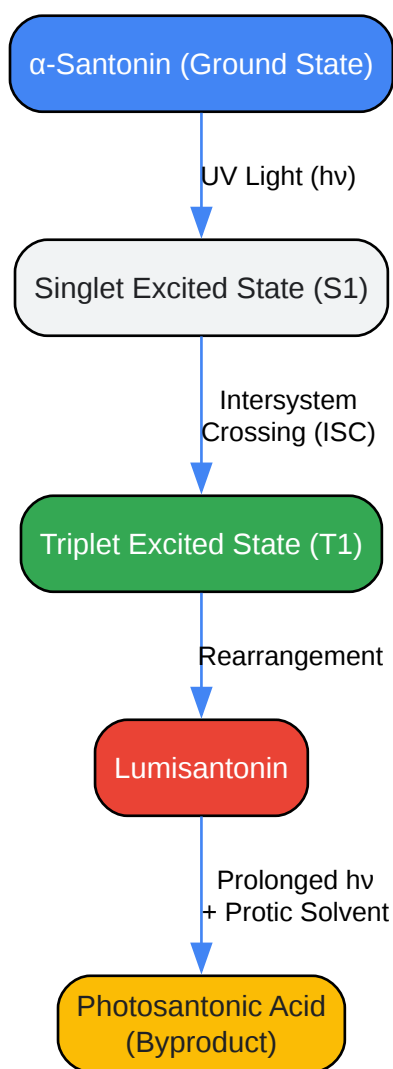 α-Santonin (Ground State)
UV Light (hν)
Singlet Excited State (S1)
Intersystem
Crossing (ISC)
Triplet Excited State (T1)
Rearrangement
Lumisantonin
Prolonged hν
+ Protic Solvent
Photosantonic Acid
(Byproduct)